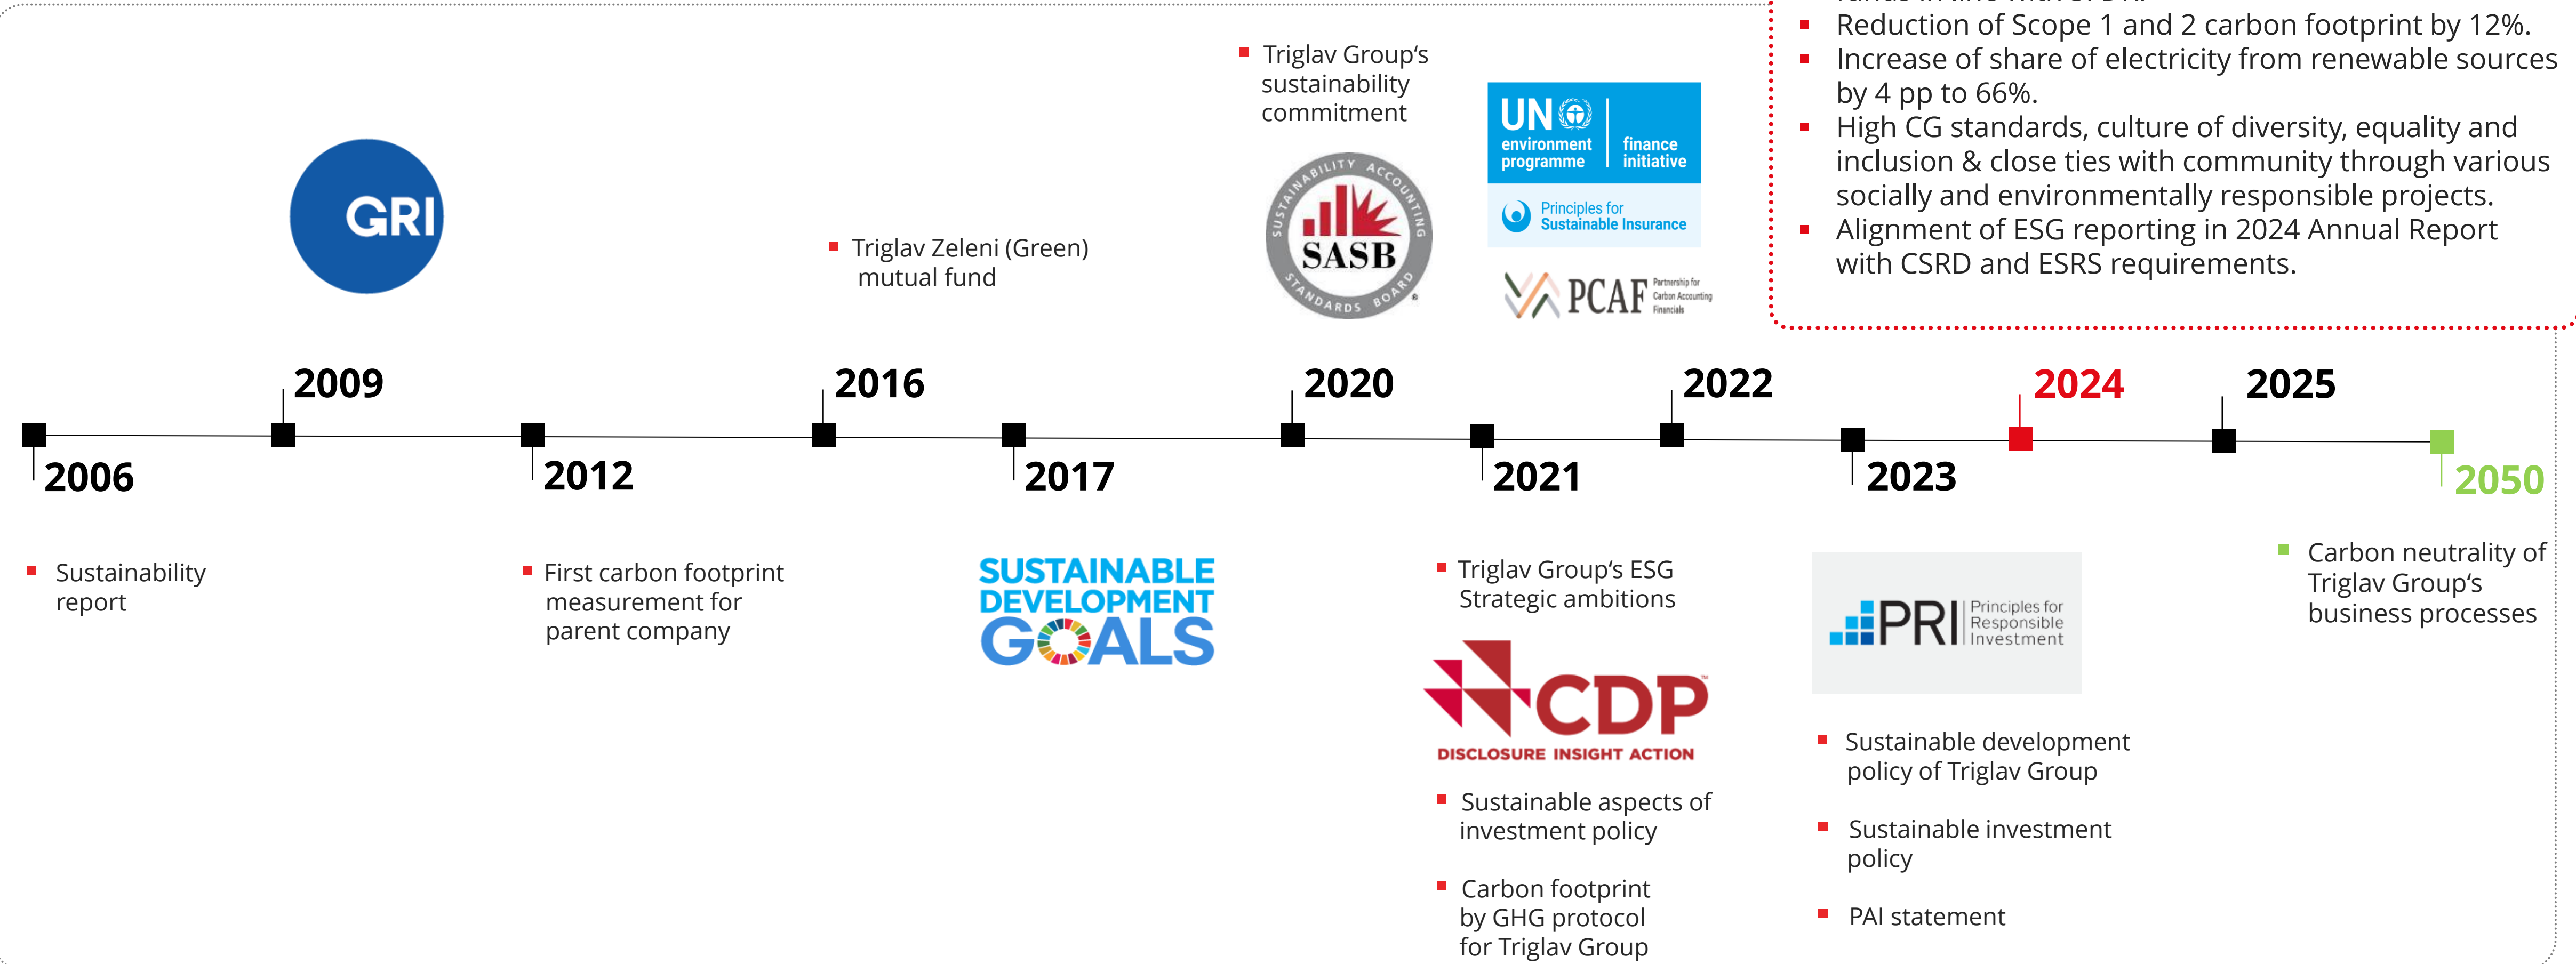 Reduction of Scope 1 and 2 carbon footprint by 12%.
Increase of share of electricity from renewable sources
by 4 pp to 66%.
High CG standards, culture of diversity, equality and
inclusion & close ties with community through various
socially and environmentally responsible projects.
Alignment of ESG reporting in 2024 Annual Report
with CSRD and ESRS requirements.
GRI
Triglav Zeleni (Green)
mutual fund
Triglav Group‘s
sustainability
commitment
SUSTAINABILITY ACCOUNTING
SASB
STANDARDS BOARD
®
UN
environment
programme
finance
initiative
Principles for
Sustainable Insurance
PCAF
Partnership for
Carbon Accounting
Financials
2009
2016
2020
2022
2024
2025
2006
2012
2017
2021
2023
2050
Sustainability
report
First carbon footprint
measurement for
parent company
SUSTAINABLE
DEVELOPMENT
GOALS
Triglav Group‘s ESG
Strategic ambitions
CDP
™
DISCLOSURE INSIGHT ACTION
Sustainable aspects of
investment policy
Carbon footprint
by GHG protocol
for Triglav Group
PRI
Principles for
Responsible
Investment
Sustainable development
policy of Triglav Group
Sustainable investment
policy
PAI statement
Carbon neutrality of
Triglav Group‘s
business processes